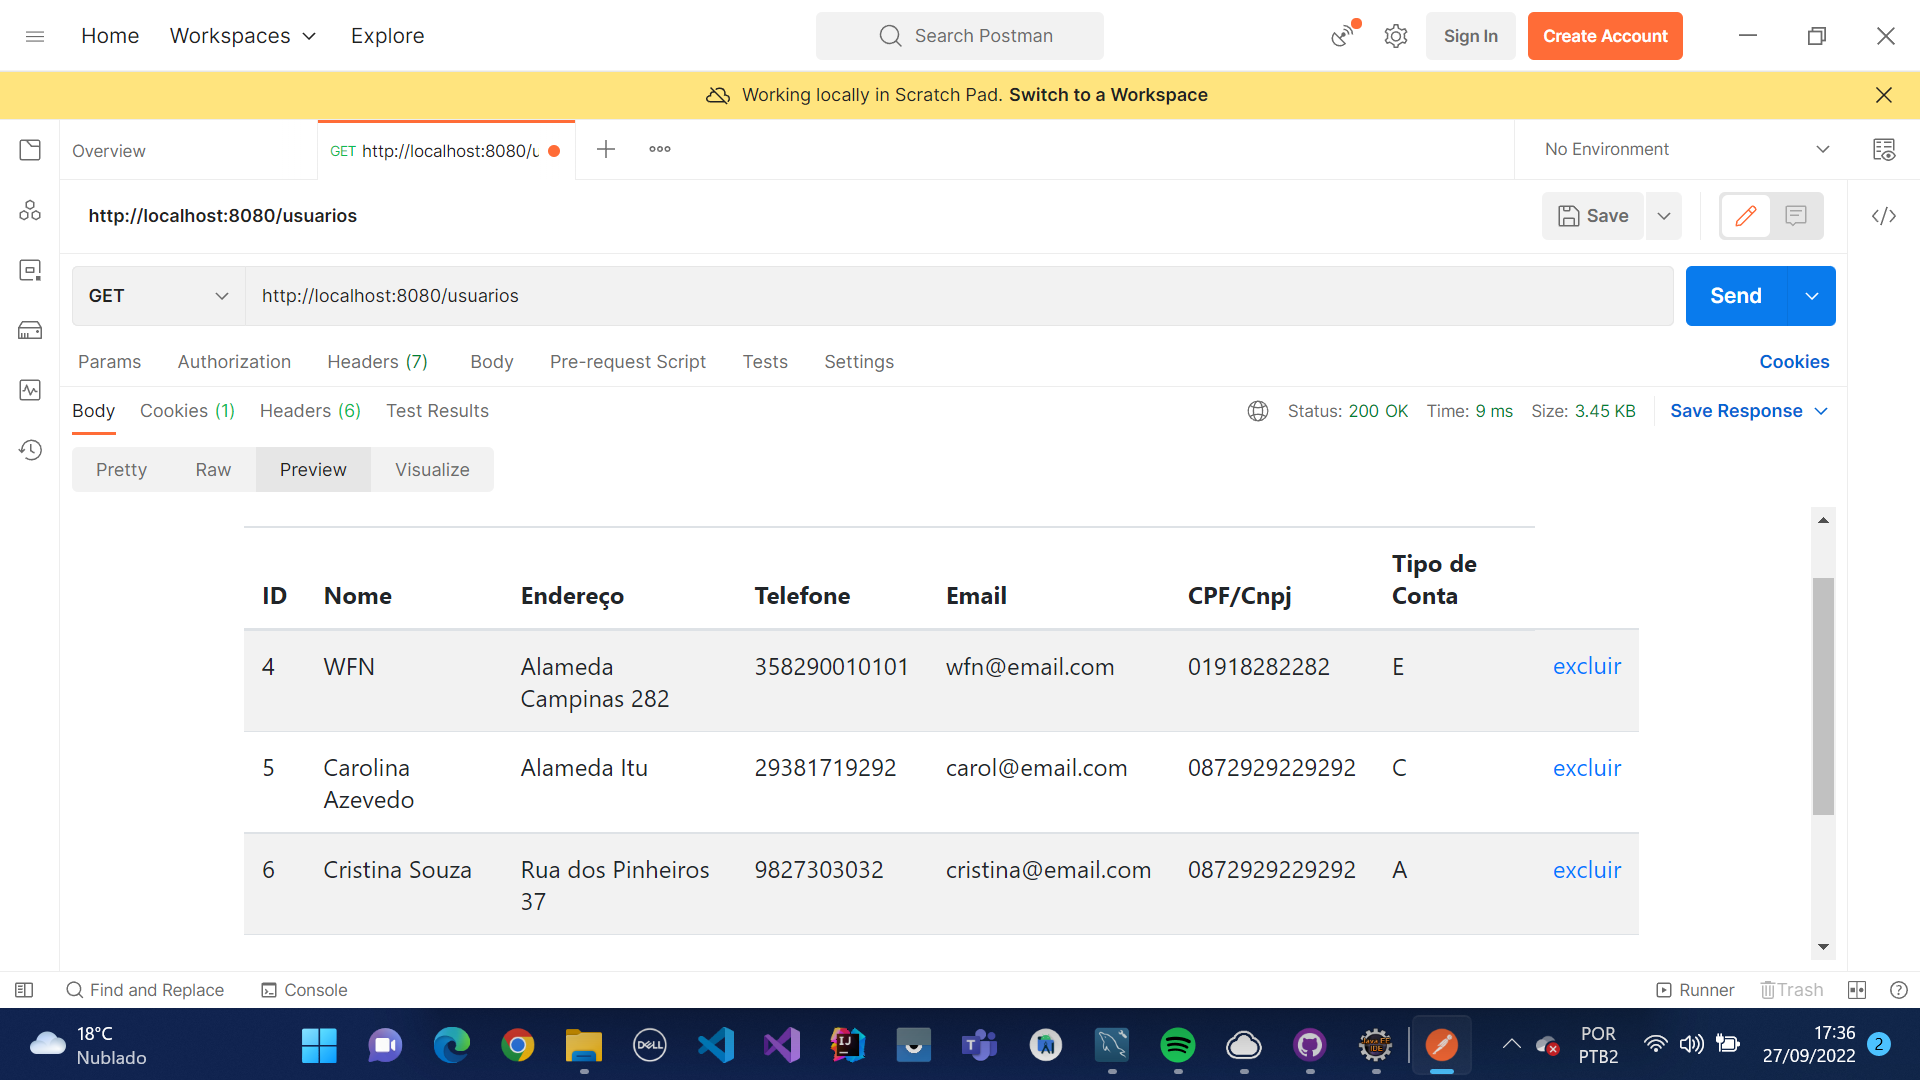 Home Workspaces Explore Search Postman Sign In Create Account
Working locally in Scratch Pad. Switch to a Workspace
Overview GET http://localhost:8080/u No Environment
http://localhost:8080/usuarios Save
GET http://localhost:8080/usuarios Send
Params Authorization Headers (7) Body Pre-request Script Tests Settings Cookies
Body Cookies (1) Headers (6) Test Results Status: 200 OK Time: 9 ms Size: 3.45 KB Save Response
Pretty Raw Preview Visualize
ID Nome Endereço Telefone Email CPF/Cnpj Tipo de Conta
4 WFN Alameda Campinas 282 358290010101 wfn@email.com 01918282282 E excluir
5 Carolina Azevedo Alameda Itu 29381719292 carol@email.com 0872929229292 C excluir
6 Cristina Souza Rua dos Pinheiros 37 9827303032 cristina@email.com 0872929229292 A excluir
Find and Replace Console Runner Trash
18°C
Nublado
DELL
IJ
T
Java EE
IDE
POR
PTB2
17:36
27/09/2022
2